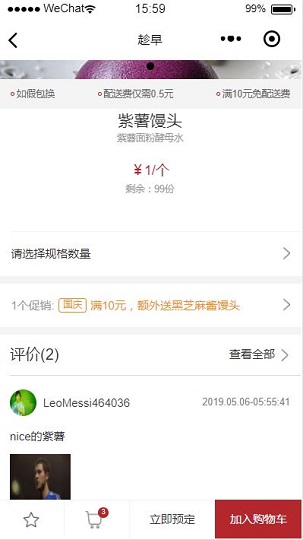 WeChat 15:59 99%
趁早
如假包换 配送费仅需0.5元 满10元免配送费
紫薯馒头
紫薯面粉酵母水
¥1/个
剩余：99份
请选择规格数量
1个促销: 国庆 满10元，额外送黑芝麻酱馒头
评价(2) 查看全部
LeoMessi464036 2019.05.06-05:55:41
nice的紫薯
3 立即预定 加入购物车